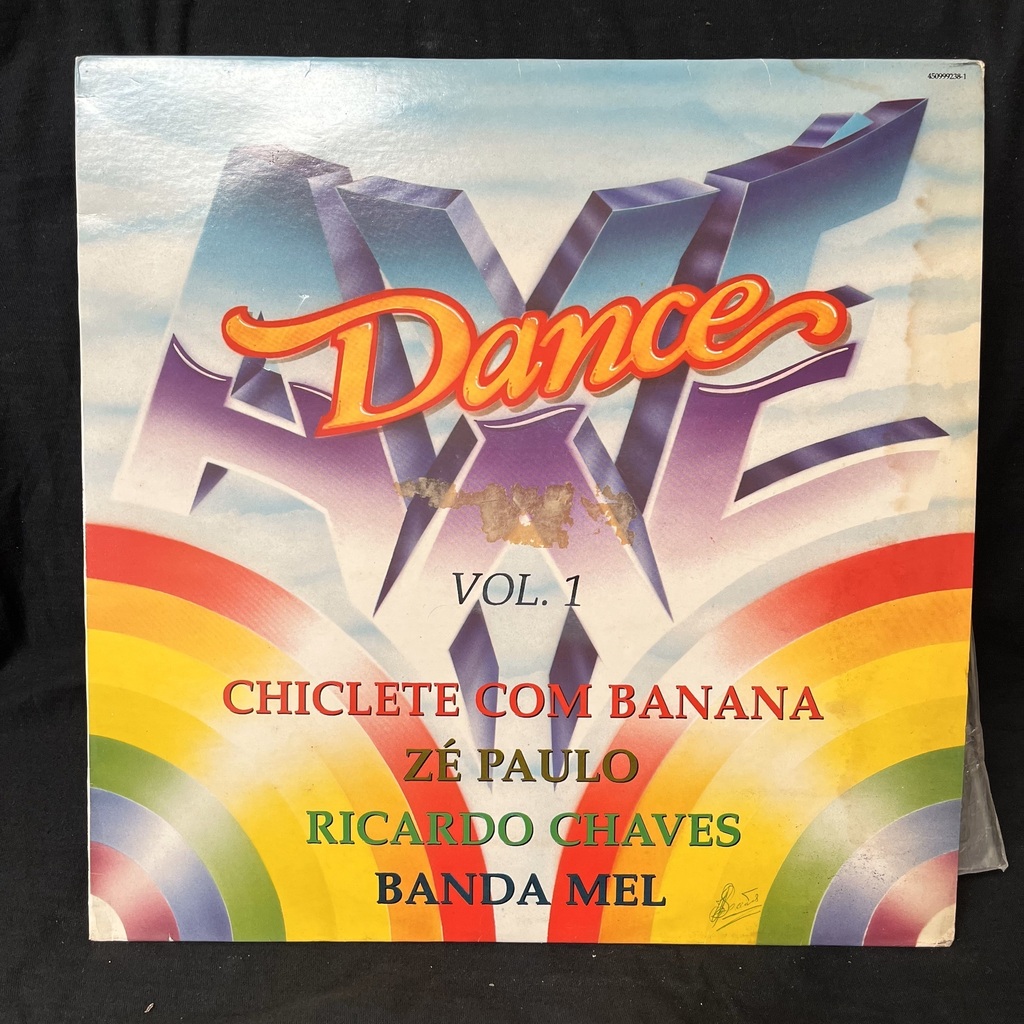 450999238-1
AXÉ
Dance
VOL. 1
CHICLETE COM BANANA
ZÉ PAULO
RICARDO CHAVES
BANDA MEL